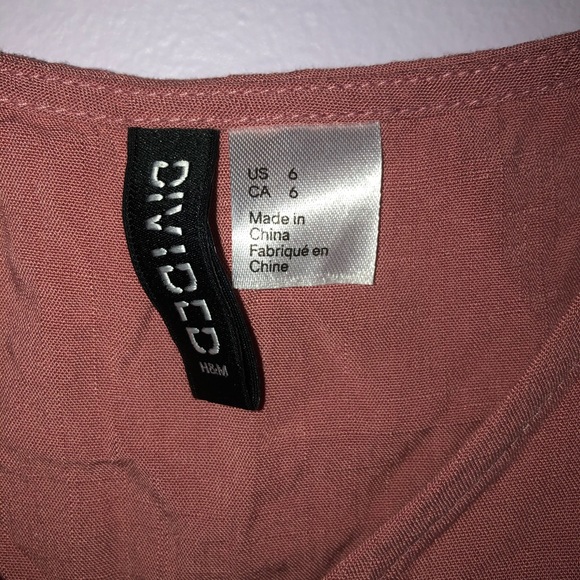 DIVIDED
H&M
US 6
CA 6
Made in
China
Fabriqué en
Chine